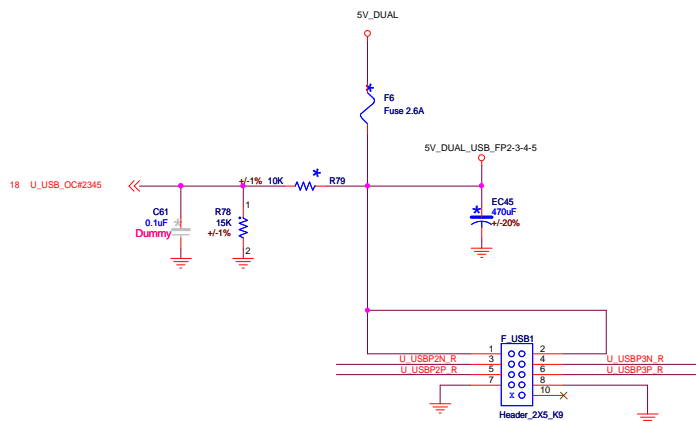 5V_DUAL
F6
Fuse 2.6A
5V_DUAL_USB_FP2-3-4-5
18 U_USB_OC#2345
+/-1% 10K
*
R79
C61
0.1uF
*
Dummy
R78
15K
+/-1%
1
2
*
EC45
470uF
+/-20%
*
F_USB1
1 2
U_USBP2N_R 3 4 U_USBP3N_R
U_USBP2P_R 5 6 U_USBP3P_R
7 8
x 10
Header_2X5_K9